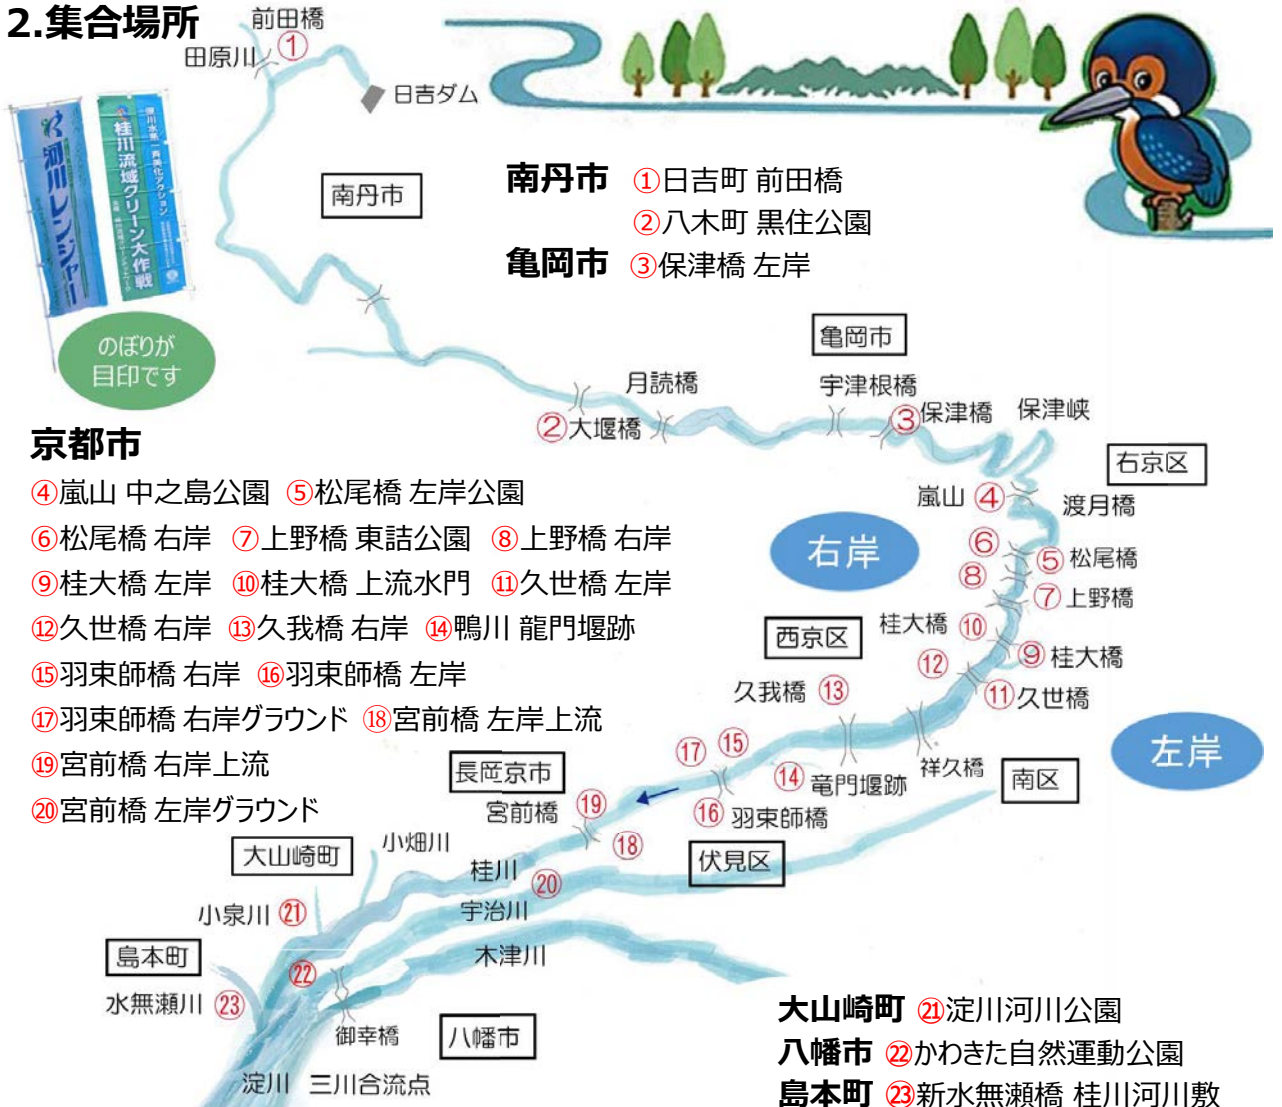 2.集合場所
前田橋
①
田原川
日吉ダム
河川レンジャー
桂川流域クリーン大作戦
のぼりが
目印です
南丹市
南丹市 ①日吉町 前田橋
②八木町 黒住公園
亀岡市 ③保津橋 左岸
亀岡市
月読橋
宇津根橋
②大堰橋
③保津橋
保津峡
右京区
京都市
④嵐山 中之島公園 ⑤松尾橋 左岸公園
⑥松尾橋 右岸 ⑦上野橋 東詰公園 ⑧上野橋 右岸
⑨桂大橋 左岸 ⑩桂大橋 上流水門 ⑪久世橋 左岸
⑫久世橋 右岸 ⑬久我橋 右岸 ⑭鴨川 龍門堰跡
⑮羽束師橋 右岸 ⑯羽束師橋 左岸
⑰羽束師橋 右岸グラウンド ⑱宮前橋 左岸上流
⑲宮前橋 右岸上流
⑳宮前橋 左岸グラウンド
嵐山 ④
渡月橋
右岸
⑥
⑤松尾橋
⑧
⑦上野橋
西京区
桂大橋 ⑩
⑨桂大橋
⑫
久我橋 ⑬
⑪久世橋
左岸
⑰ ⑮
長岡京市
⑭竜門堰跡
祥久橋
南区
宮前橋 ⑲
⑯羽束師橋
⑱
伏見区
大山崎町
小畑川
桂川
⑳
宇治川
小泉川 ㉑
木津川
島本町
㉒
水無瀬川 ㉓
御幸橋
八幡市
淀川 三川合流点
大山崎町 ㉑淀川河川公園
八幡市 ㉒かわきた自然運動公園
島本町 ㉓新水無瀬橋 桂川河川敷